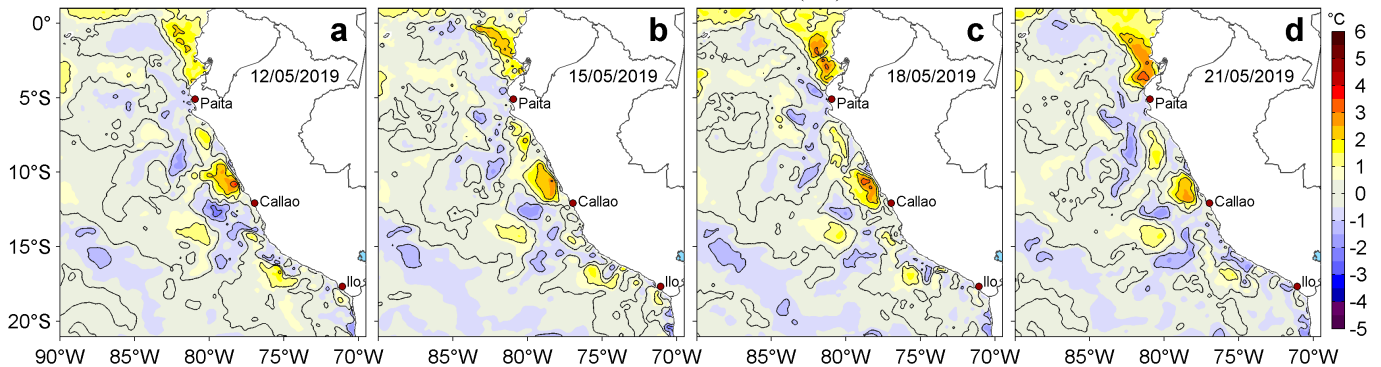 a b c d °C
0° 6
5
12/05/2019 15/05/2019 18/05/2019 21/05/2019 4
5°S Paita Paita Paita Paita 3
2
10°S 1
Callao Callao Callao Callao 0
-1
15°S -2
Ilo Ilo Ilo Ilo -3
-4
20°S -5
90°W 85°W 80°W 75°W 70°W 85°W 80°W 75°W 70°W 85°W 80°W 75°W 70°W 85°W 80°W 75°W 70°W